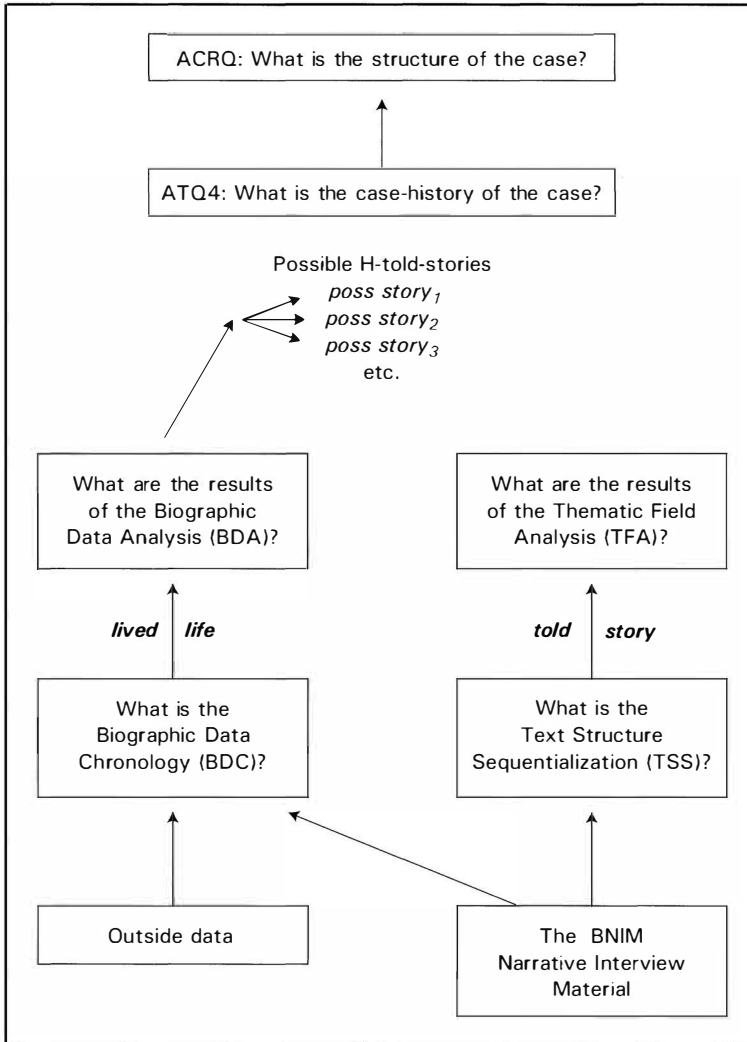 ACRQ: What is the structure of the case?
ATQ4: What is the case-history of the case?
Possible H-told-stories
poss story1
poss story2
poss story3
etc.
What are the results
of the Biographic
Data Analysis (BDA)?
What are the results
of the Thematic Field
Analysis (TFA)?
lived life
told story
What is the
Biographic Data
Chronology (BDC)?
What is the
Text Structure
Sequentialization (TSS)?
Outside data
The BNIM
Narrative Interview
Material